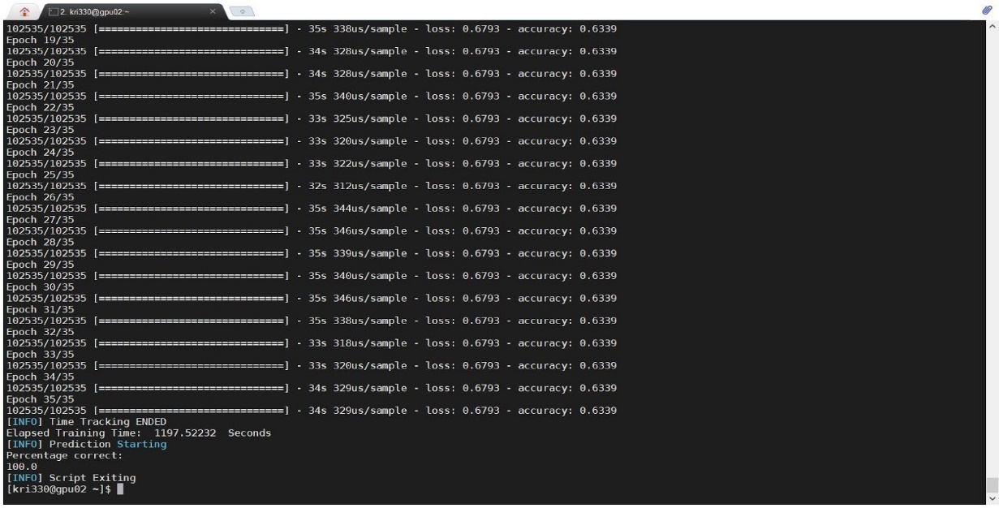 2. kri330@gpu02:~
102535/102535 [==============================] - 35s 338us/sample - loss: 0.6793 - accuracy: 0.6339
Epoch 19/35
102535/102535 [==============================] - 34s 328us/sample - loss: 0.6793 - accuracy: 0.6339
Epoch 20/35
102535/102535 [==============================] - 34s 328us/sample - loss: 0.6793 - accuracy: 0.6339
Epoch 21/35
102535/102535 [==============================] - 35s 340us/sample - loss: 0.6793 - accuracy: 0.6339
Epoch 22/35
102535/102535 [==============================] - 33s 325us/sample - loss: 0.6793 - accuracy: 0.6339
Epoch 23/35
102535/102535 [==============================] - 33s 320us/sample - loss: 0.6793 - accuracy: 0.6339
Epoch 24/35
102535/102535 [==============================] - 33s 322us/sample - loss: 0.6793 - accuracy: 0.6339
Epoch 25/35
102535/102535 [==============================] - 32s 312us/sample - loss: 0.6793 - accuracy: 0.6339
Epoch 26/35
102535/102535 [==============================] - 35s 344us/sample - loss: 0.6793 - accuracy: 0.6339
Epoch 27/35
102535/102535 [==============================] - 35s 346us/sample - loss: 0.6793 - accuracy: 0.6339
Epoch 28/35
102535/102535 [==============================] - 35s 339us/sample - loss: 0.6793 - accuracy: 0.6339
Epoch 29/35
102535/102535 [==============================] - 35s 340us/sample - loss: 0.6793 - accuracy: 0.6339
Epoch 30/35
102535/102535 [==============================] - 35s 346us/sample - loss: 0.6793 - accuracy: 0.6339
Epoch 31/35
102535/102535 [==============================] - 35s 338us/sample - loss: 0.6793 - accuracy: 0.6339
Epoch 32/35
102535/102535 [==============================] - 33s 318us/sample - loss: 0.6793 - accuracy: 0.6339
Epoch 33/35
102535/102535 [==============================] - 33s 320us/sample - loss: 0.6793 - accuracy: 0.6339
Epoch 34/35
102535/102535 [==============================] - 34s 329us/sample - loss: 0.6793 - accuracy: 0.6339
Epoch 35/35
102535/102535 [==============================] - 34s 329us/sample - loss: 0.6793 - accuracy: 0.6339
[INFO] Time Tracking ENDED
Elapsed Training Time:  1197.52232  Seconds
[INFO] Prediction Starting
Percentage correct:
100.0
[INFO] Script Exiting
[kri330@gpu02 ~]$